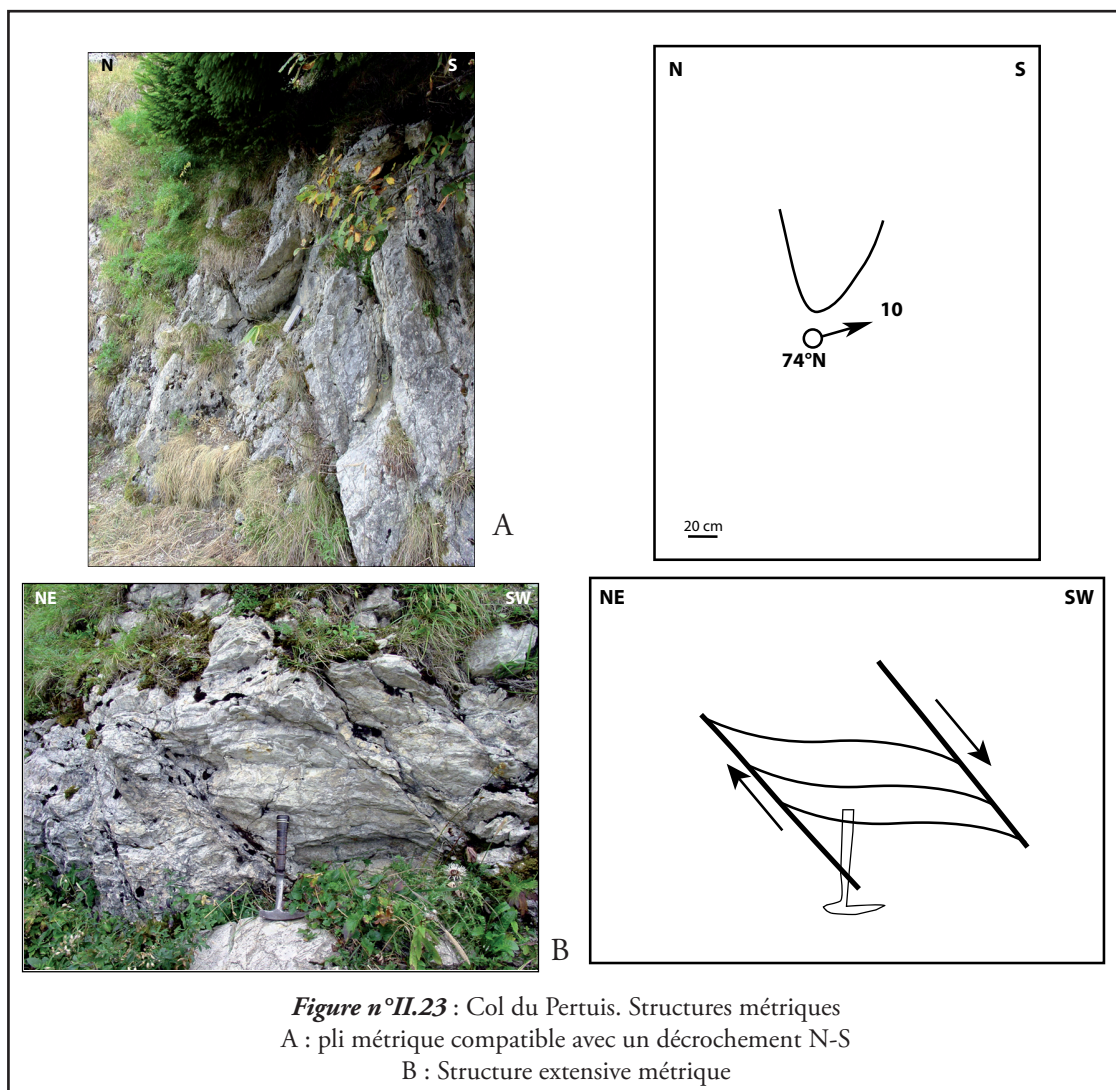 N S
N S
10
74°N
20 cm
A
NE SW
NE SW
B
Figure n°II.23 : Col du Pertuis. Structures métriques
A : pli métrique compatible avec un décrochement N-S
B : Structure extensive métrique